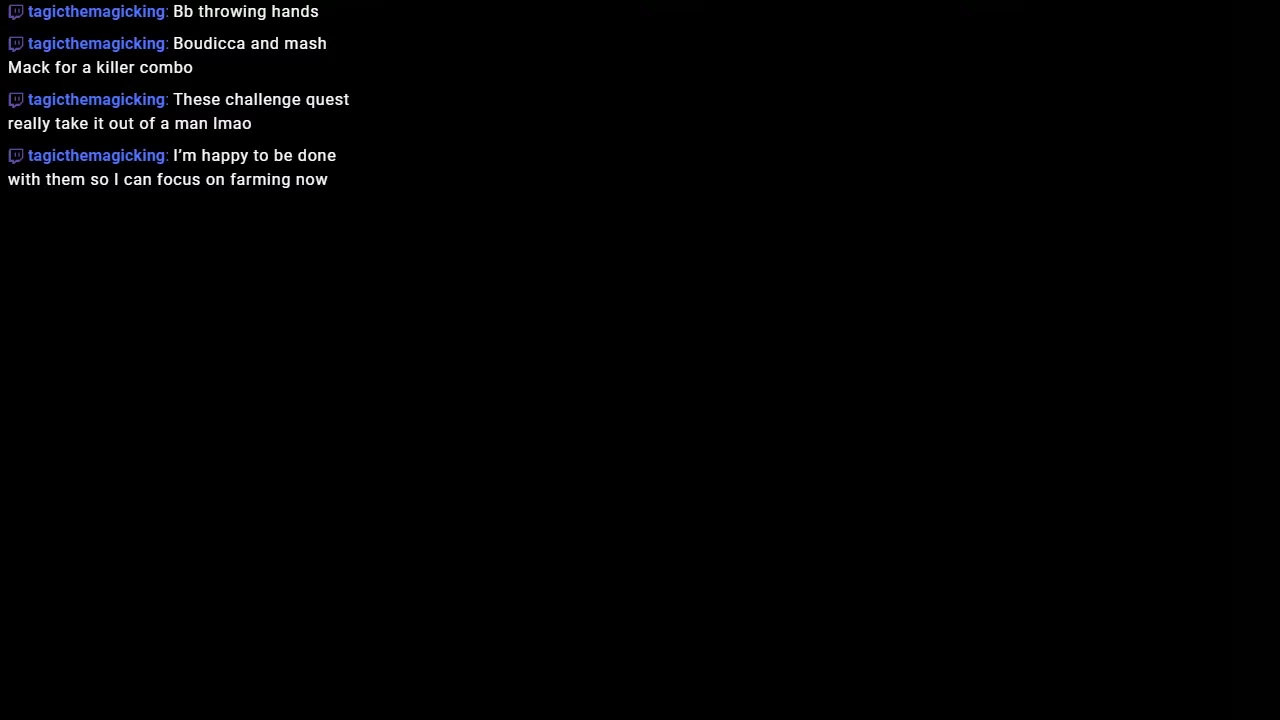 tagicthemagicking: Bb throwing hands
tagicthemagicking: Boudicca and mash
Mack for a killer combo
tagicthemagicking: These challenge quest
really take it out of a man lmao
tagicthemagicking: I’m happy to be done
with them so I can focus on farming now